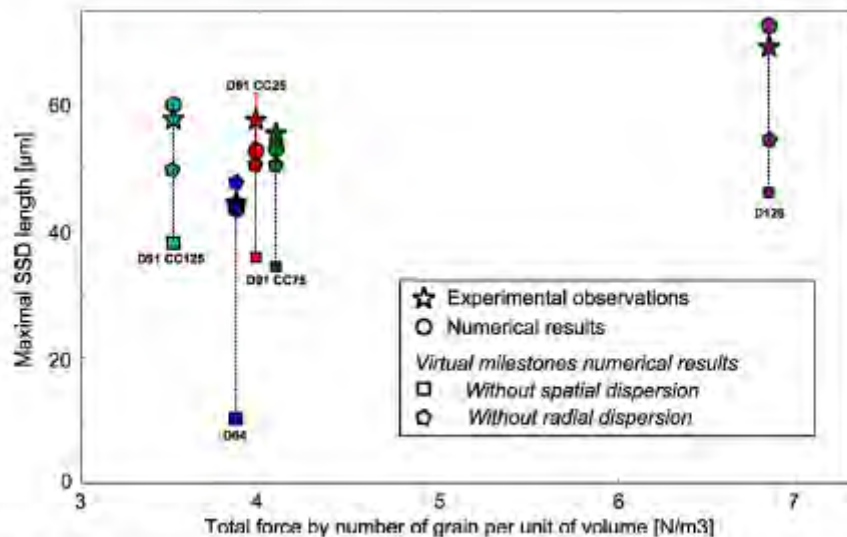 60
D91 CC25
D126
40
D91 CC125
D91 CC75
Experimental observations
Numerical results
Virtual milestones numerical results
Without spatial dispersion
Without radial dispersion
20
D64
0
3
4
5
6
7
Maximal SSD length [µm]
Total force by number of grain per unit of volume [N/m3]